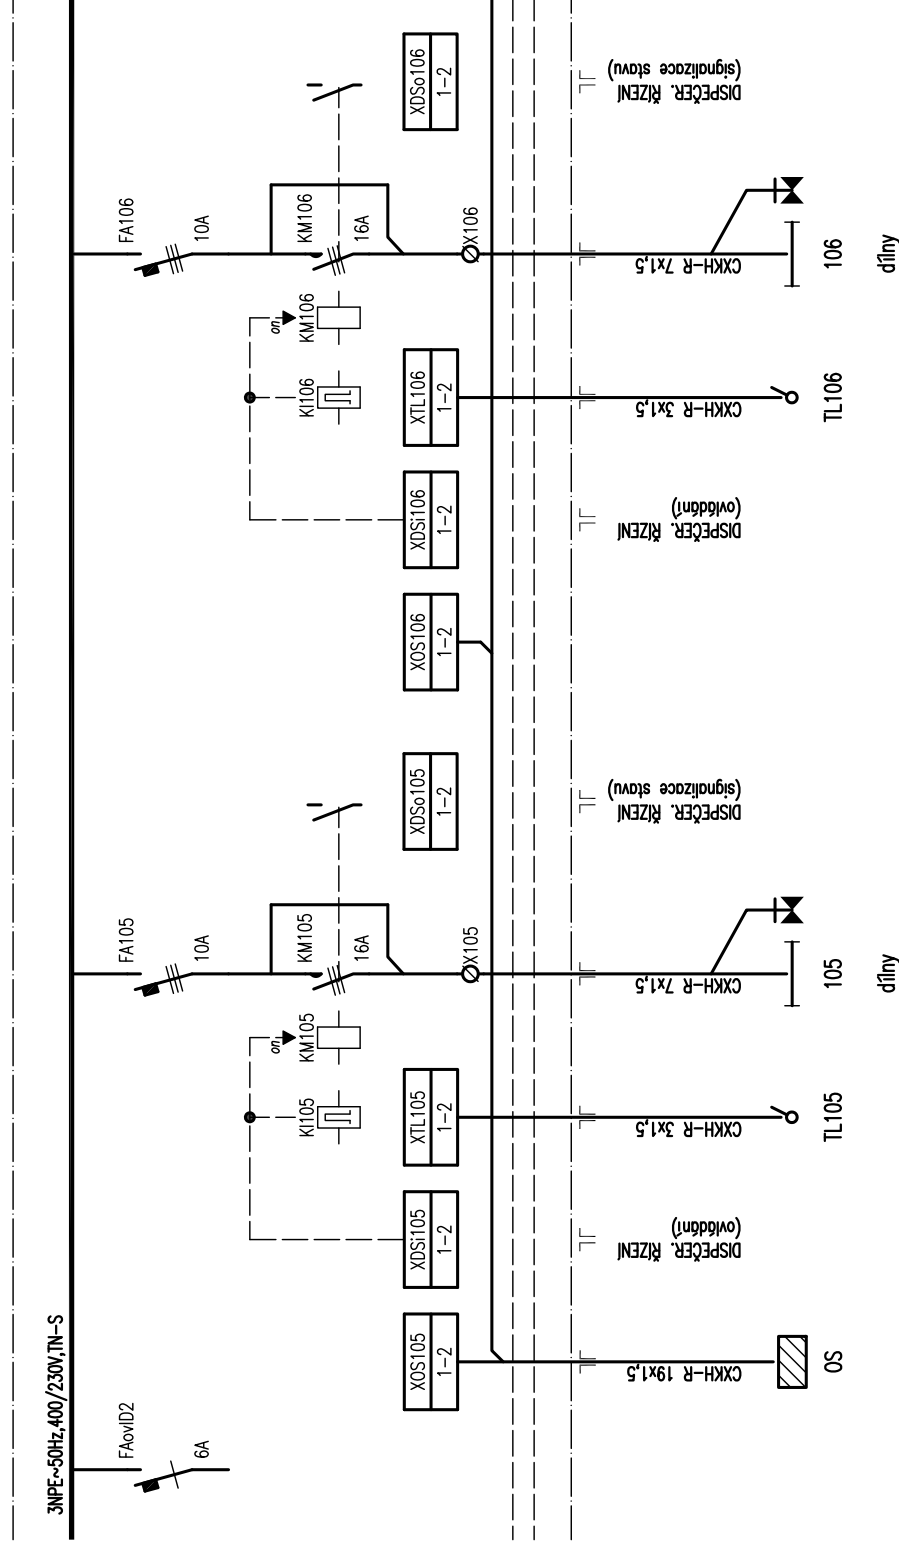 3NPE~50Hz,400/230V,TN-S
FAovlD2
6A
XOS105
1-2
CXKH-R 19x1,5
OS
XDSi105
1-2
DISPEČER. ŘÍZENÍ
(ovládání)
KI105
XTL105
1-2
CXKH-R 3x1,5
TL105
on
KM105
FA105
10A
KM105
16A
X105
CXKH-R 7x1,5
105
dílny
XDSo105
1-2
DISPEČER. ŘÍZENÍ
(signalizace stavu)
XOS106
1-2
XDSi106
1-2
DISPEČER. ŘÍZENÍ
(ovládání)
KI106
XTL106
1-2
CXKH-R 3x1,5
TL106
on
KM106
FA106
10A
KM106
16A
X106
CXKH-R 7x1,5
106
dílny
XDSo106
1-2
DISPEČER. ŘÍZENÍ
(signalizace stavu)